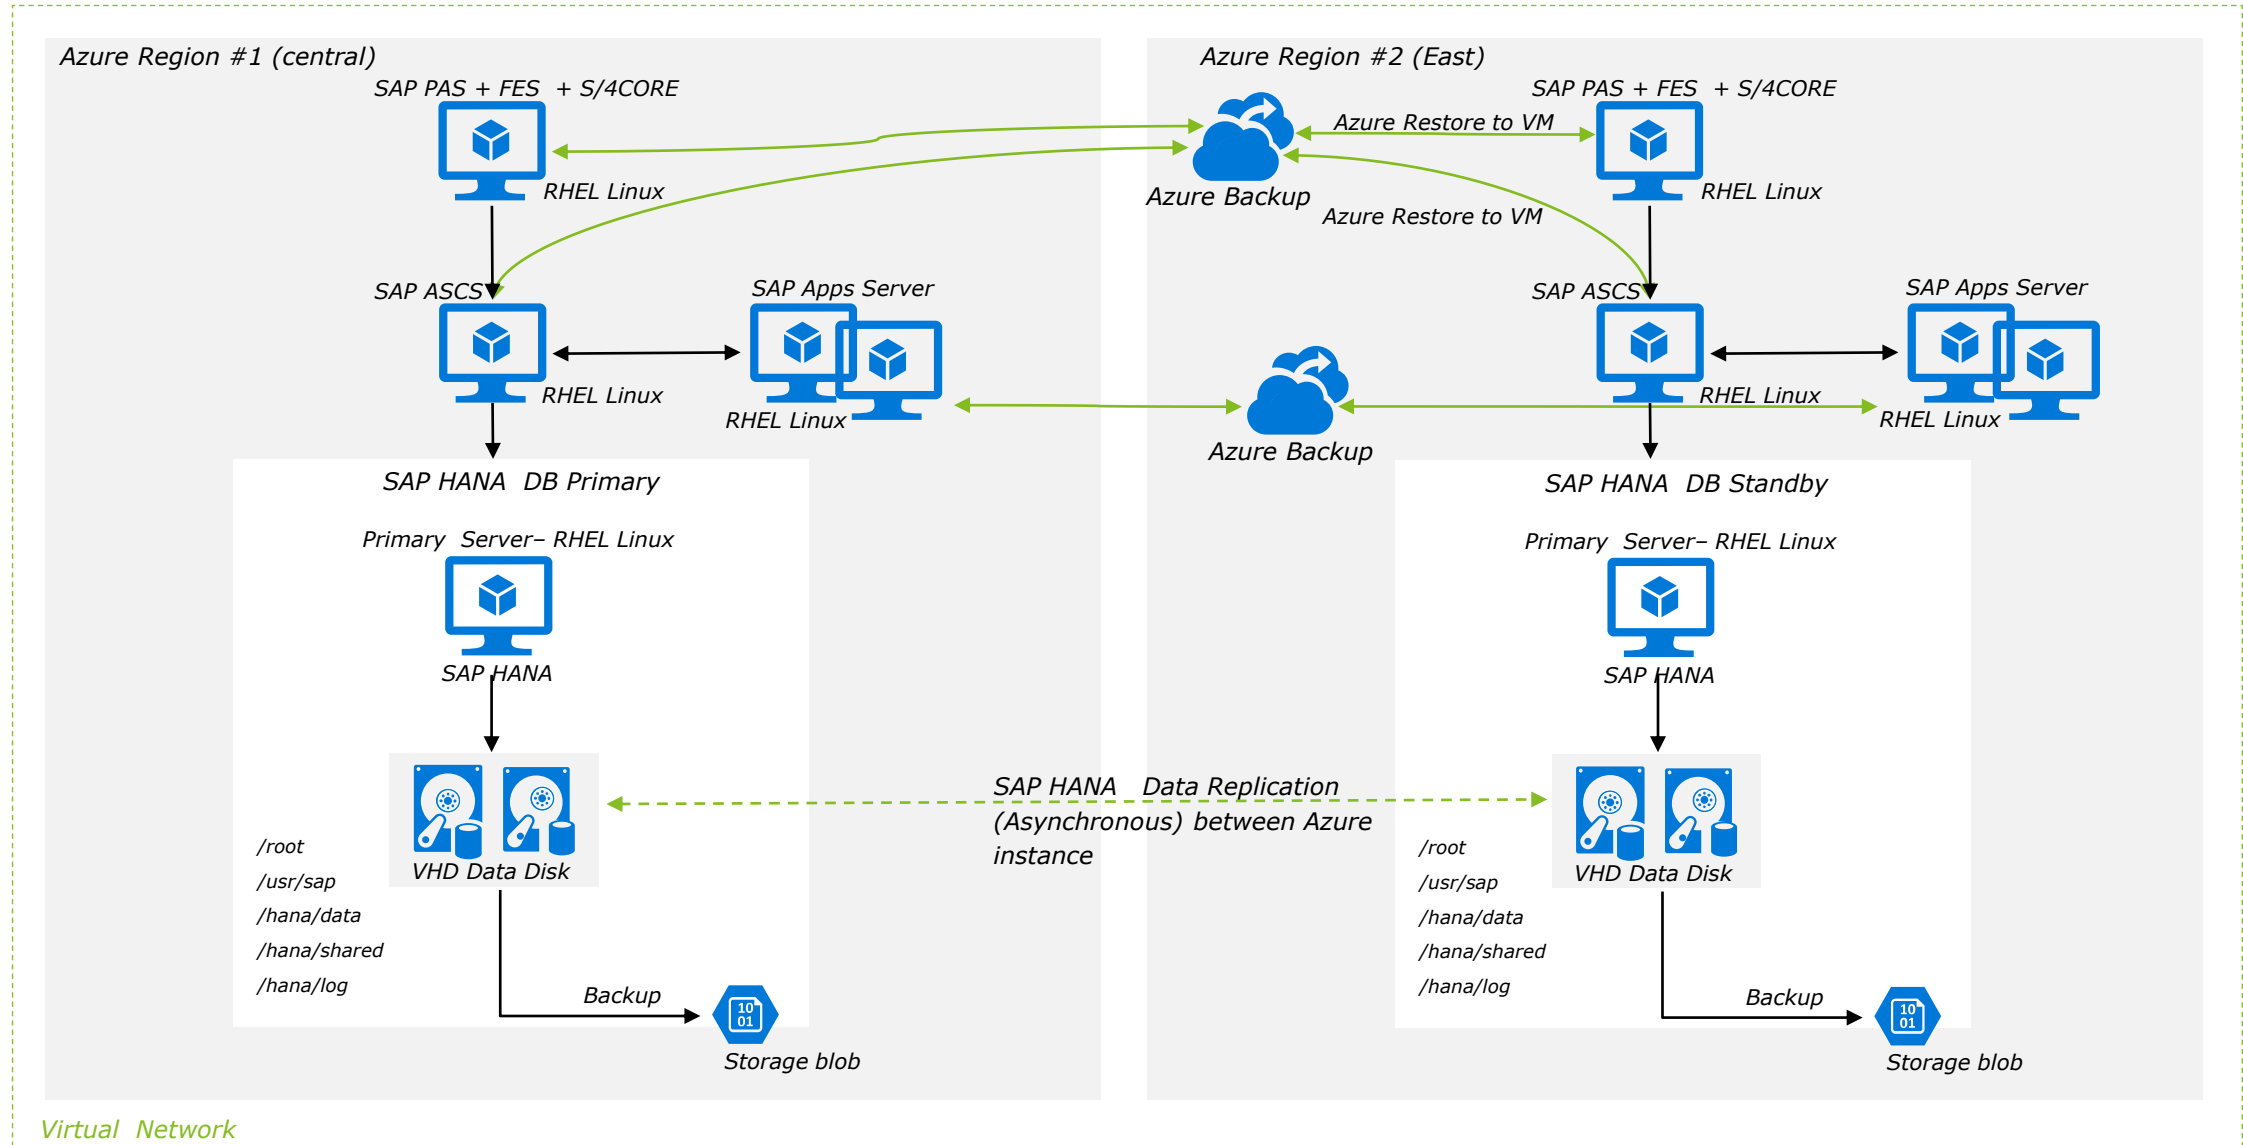 Azure Region #1 (central)
SAP PAS + FES + S/4CORE
RHEL Linux
SAP ASCS
RHEL Linux
SAP Apps Server
RHEL Linux
SAP HANA DB Primary
Primary Server– RHEL Linux
SAP HANA
VHD Data Disk
/root
/usr/sap
/hana/data
/hana/shared
/hana/log
Backup
10
01
Storage blob
SAP HANA Data Replication
(Asynchronous) between Azure
instance
Azure Region #2 (East)
Azure Backup
Azure Restore to VM
Azure Restore to VM
SAP PAS + FES + S/4CORE
RHEL Linux
SAP ASCS
RHEL Linux
SAP Apps Server
RHEL Linux
Azure Backup
SAP HANA DB Standby
Primary Server– RHEL Linux
SAP HANA
VHD Data Disk
/root
/usr/sap
/hana/data
/hana/shared
/hana/log
Backup
10
01
Storage blob
Virtual Network